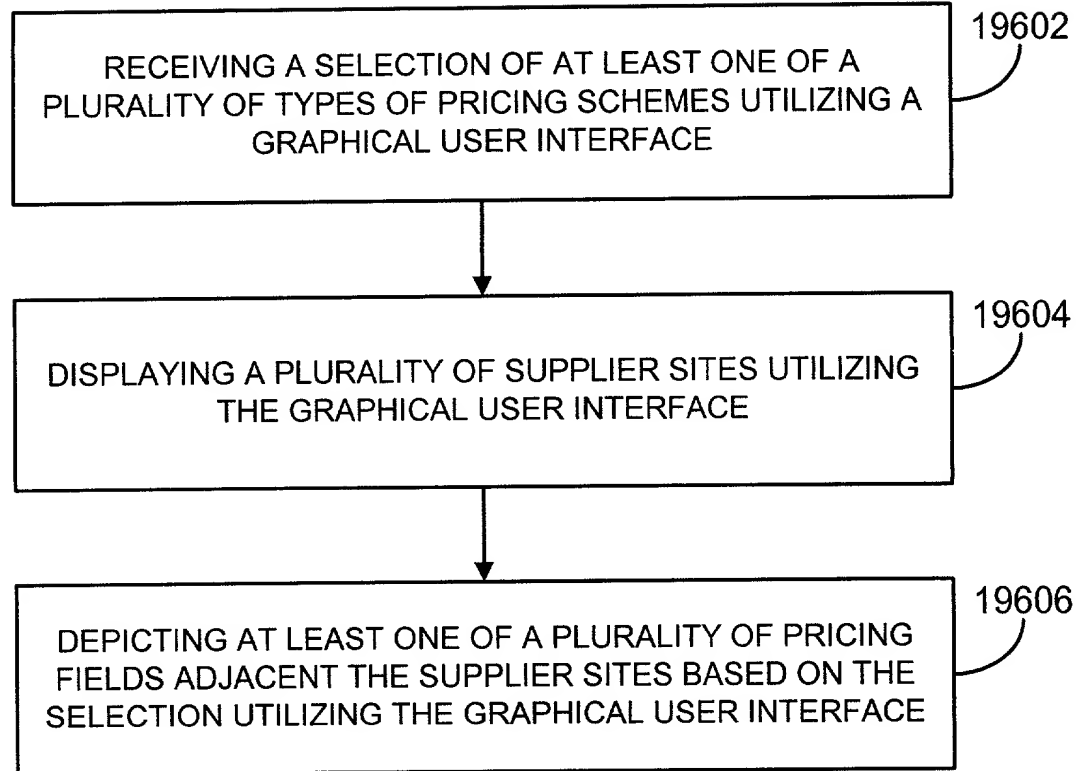 19602
RECEIVING A SELECTION OF AT LEAST ONE OF A
PLURALITY OF TYPES OF PRICING SCHEMES UTILIZING A
GRAPHICAL USER INTERFACE
19604
DISPLAYING A PLURALITY OF SUPPLIER SITES UTILIZING
THE GRAPHICAL USER INTERFACE
19606
DEPICTING AT LEAST ONE OF A PLURALITY OF PRICING
FIELDS ADJACENT THE SUPPLIER SITES BASED ON THE
SELECTION UTILIZING THE GRAPHICAL USER INTERFACE